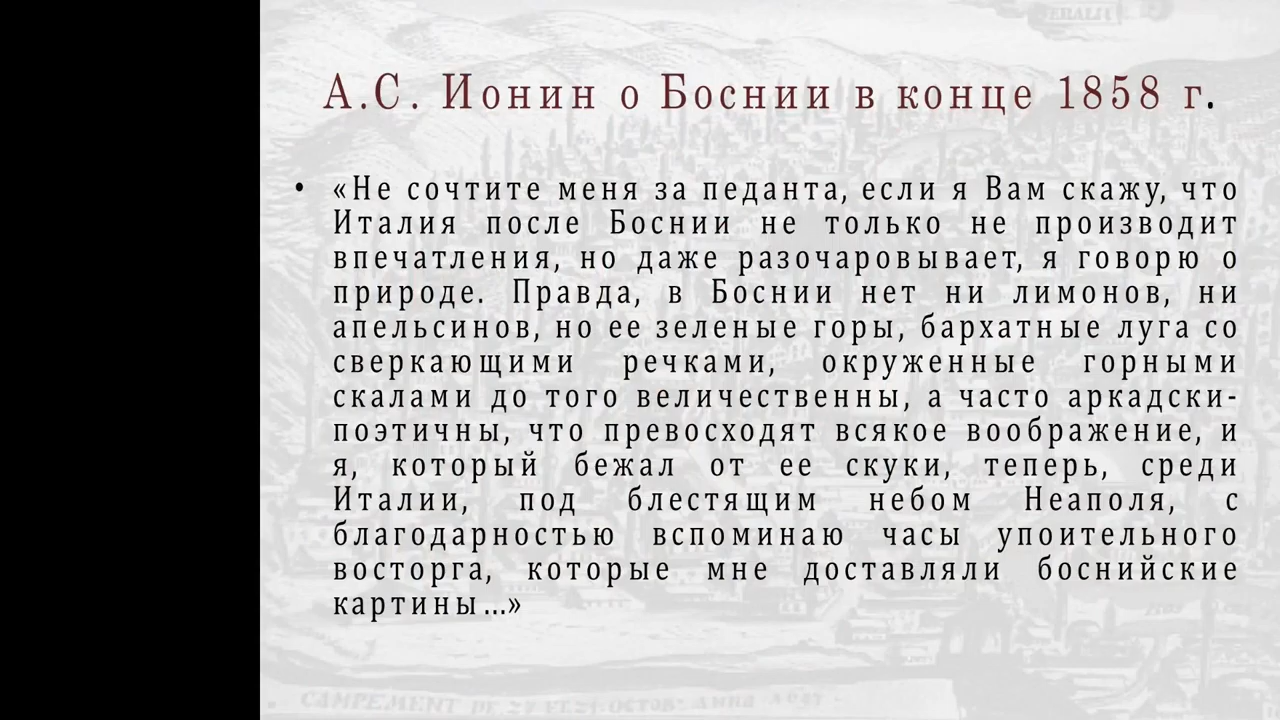 А.С. Ионин о Боснии в конце 1858 г.
• «Не сочтите меня за педанта, если я Вам скажу, что
Италия после Боснии не только не производит
впечатления, но даже разочаровывает, я говорю о
природе. Правда, в Боснии нет ни лимонов, ни
апельсинов, но ее зеленые горы, бархатные луга со
сверкающими речками, окруженные горными
скалами до того величественны, а часто аркадски-
поэтичны, что превосходят всякое воображение, и
я, который бежал от ее скуки, теперь, среди
Италии, под блестящим небом Неаполя, с
благодарностью вспоминаю часы упоительного
восторга, которые мне доставляли боснийские
картины…»
CAMPEMENT DE